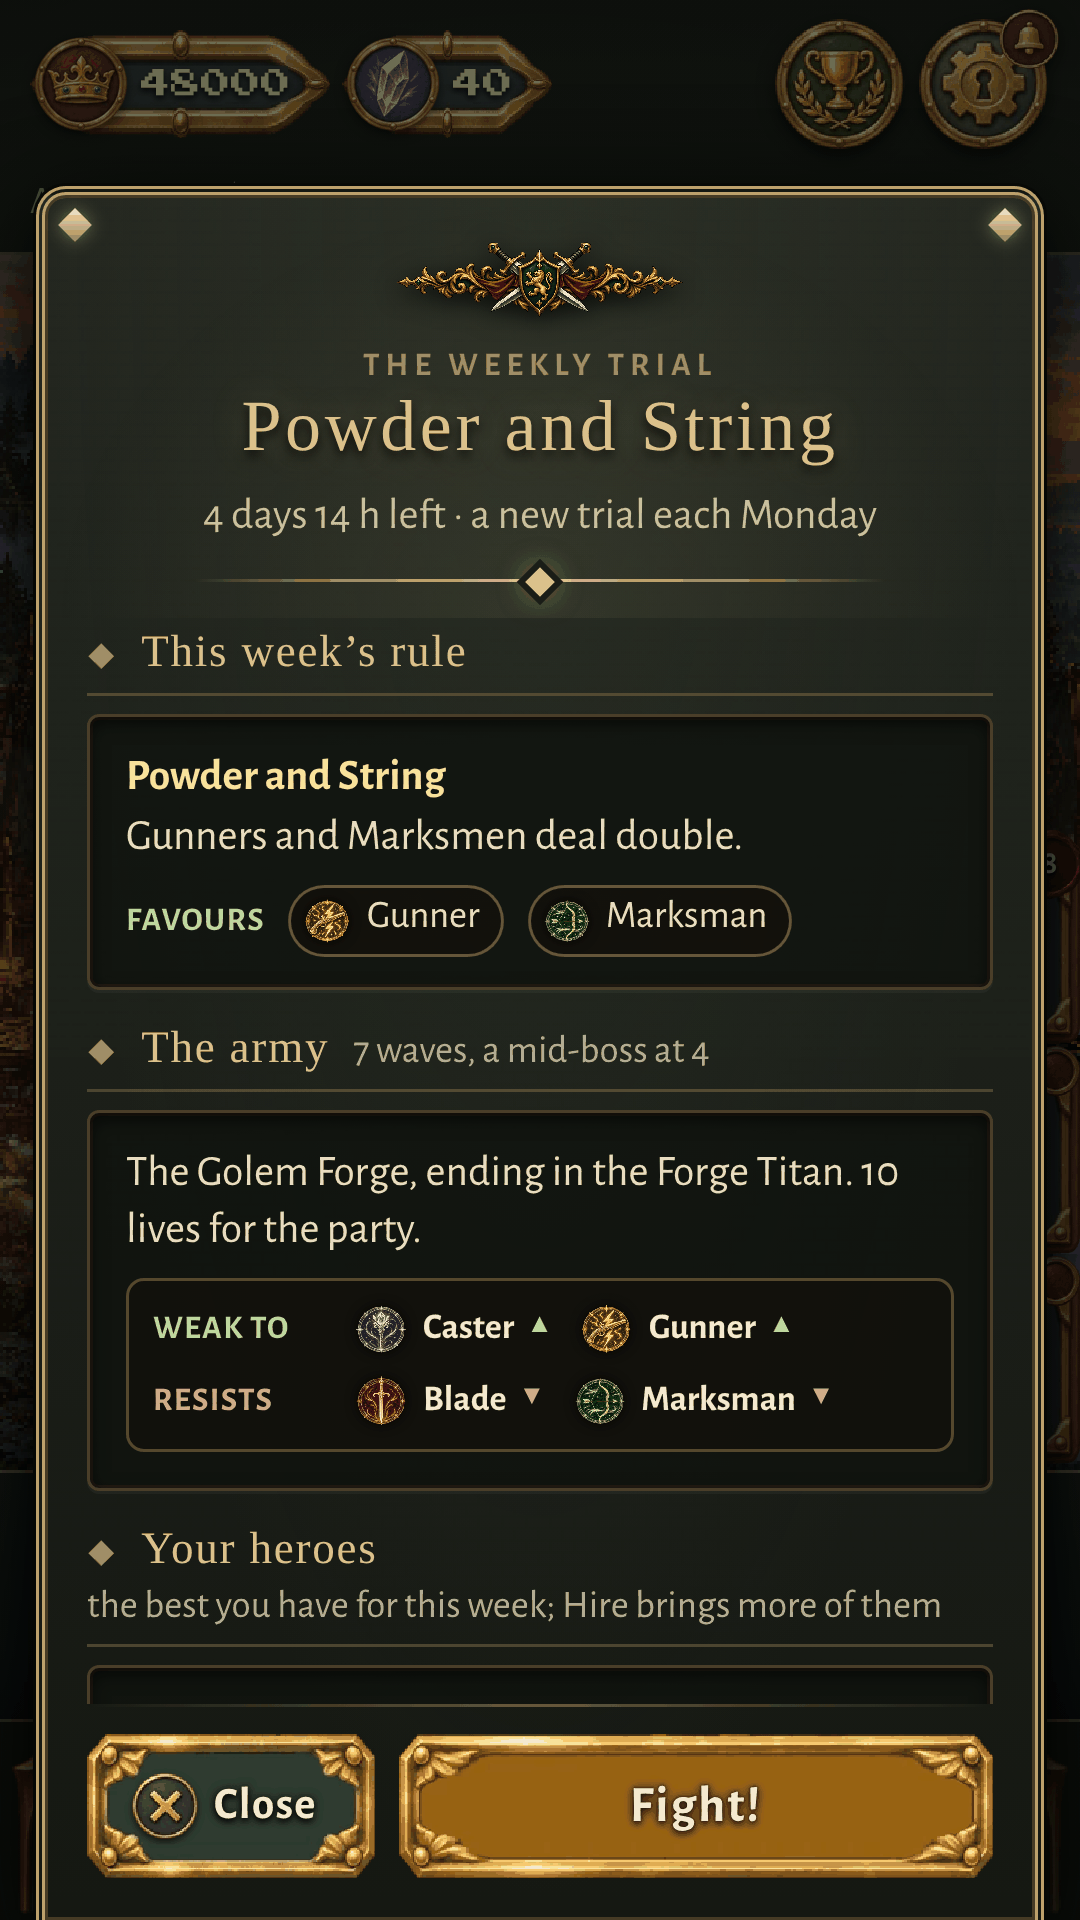 48000
40
THE WEEKLY TRIAL
Powder and String
4 days 14 h left · a new trial each Monday
This week’s rule
Powder and String
Gunners and Marksmen deal double.
FAVOURS Gunner Marksman
The army 7 waves, a mid-boss at 4
The Golem Forge, ending in the Forge Titan. 10
lives for the party.
WEAK TO Caster ▲ Gunner ▲
RESISTS Blade ▼ Marksman ▼
Your heroes
the best you have for this week; Hire brings more of them
Close
Fight!